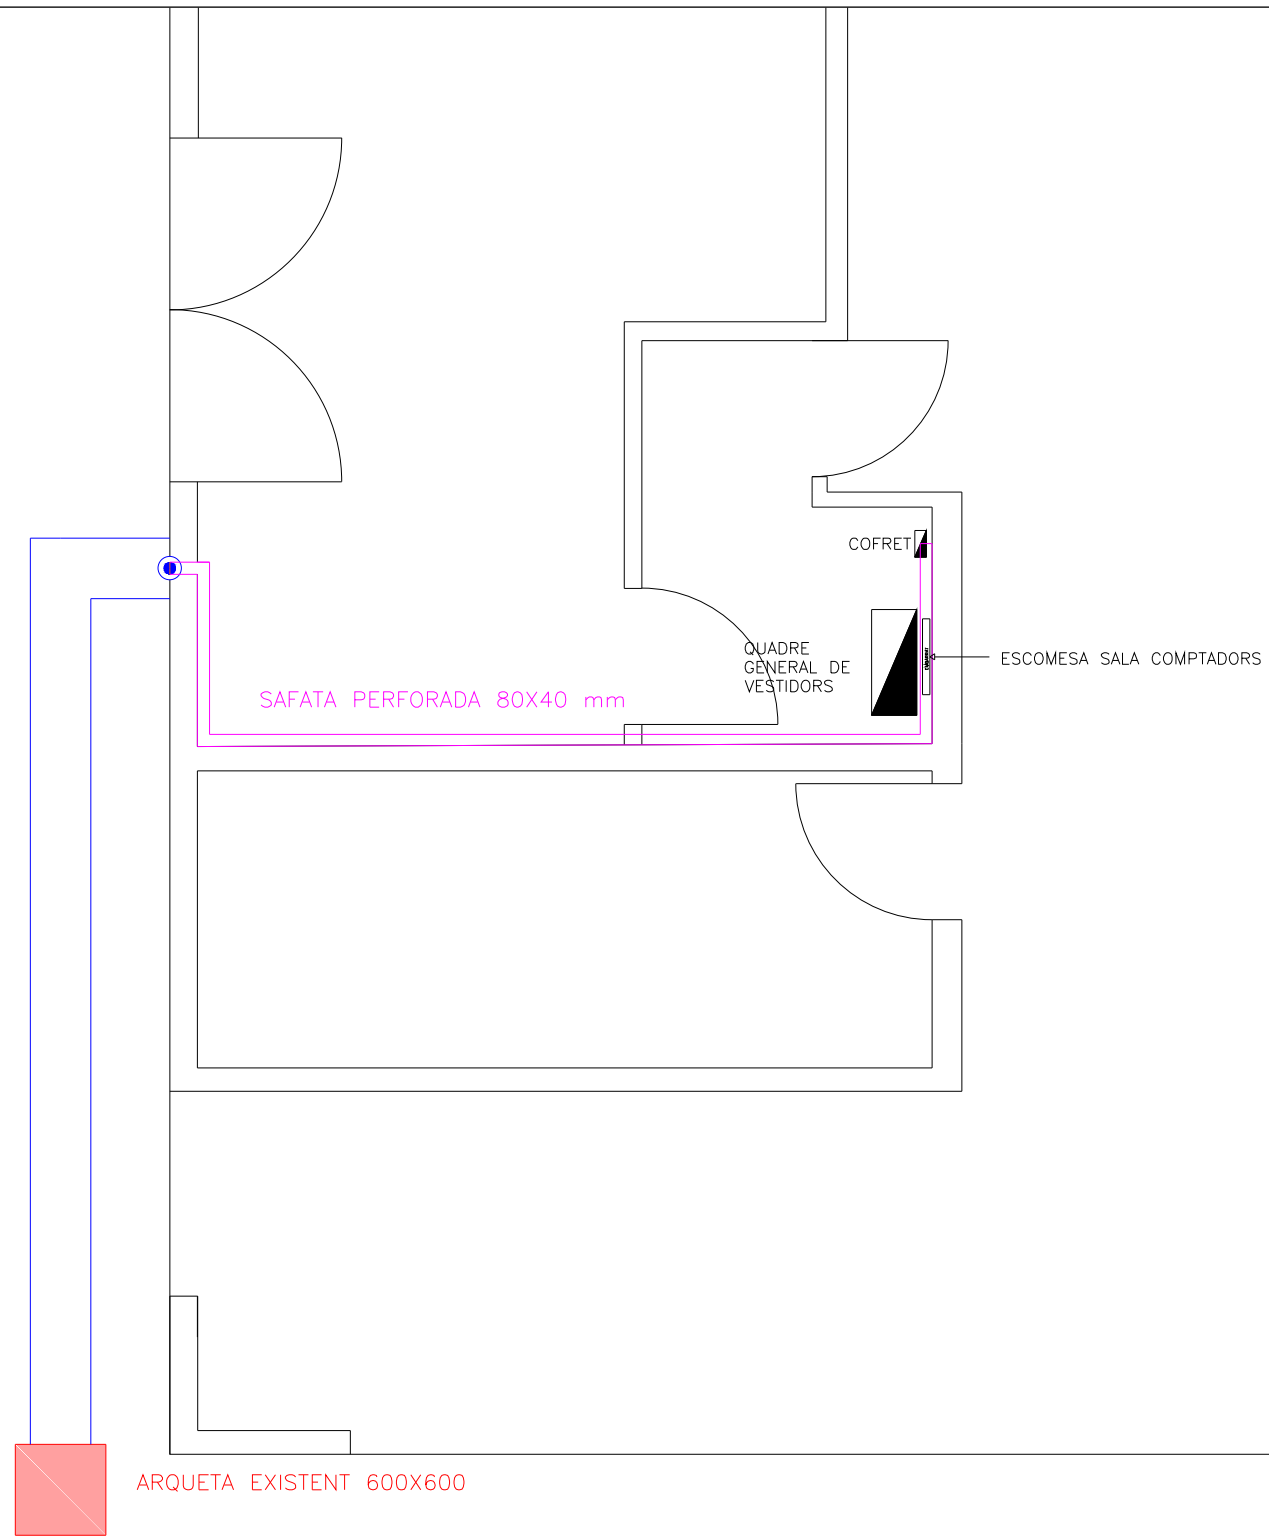 COFRET
QUADRE
GENERAL DE
VESTIDORS
ESCOMESA SALA COMPTADORS
SAFATA PERFORADA 80X40 mm
ARQUETA EXISTENT 600X600